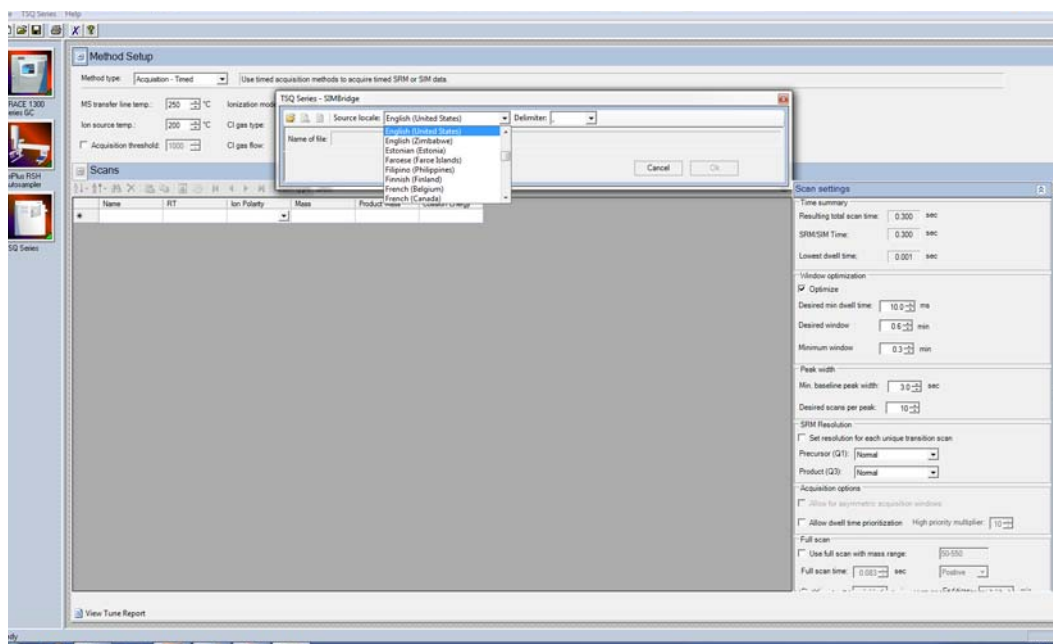 TSQ Series Help
Method Setup
Method type: Acquisition - Timed Use timed acquisition methods to acquire timed SRM or SIM data.
MS transfer line temp.: 250 °C Ionization mode
Ion source temp.: 200 °C CI gas type:
Acquisition threshold: 1000 CI gas flow:
TSQ Series - SIMBridge
Source locale: English (United States) Delimiter: ,
Name of file:
English (United States)
English (Zimbabwe)
Estonian (Estonia)
Faroese (Faroe Islands)
Filipino (Philippines)
Finnish (Finland)
French (Belgium)
French (Canada)
Cancel Ok
RACE 1300
eries GC
iPlus RSH
utosampler
SQ Series
Scans
Name RT Ion Polarity Mass Product Mass Collision Energy
Scan settings
Time summary
Resulting total scan time: 0.300 sec
SRM/SIM Time: 0.300 sec
Lowest dwell time: 0.001 sec
Window optimization
Optimize
Desired min dwell time: 10.0 ms
Desired window 0.6 min
Minimum window 0.3 min
Peak width
Min. baseline peak width: 3.0 sec
Desired scans per peak: 10
SRM Resolution
Set resolution for each unique transition scan
Precursor (Q1): Normal
Product (Q3): Normal
Acquisition options
Allow for asymmetric acquisition windows
Allow dwell time prioritization High priority multiplier: 10
Full scan
Use full scan with mass range: 50-550
Full scan time: 0.083 sec Positive
View Tune Report